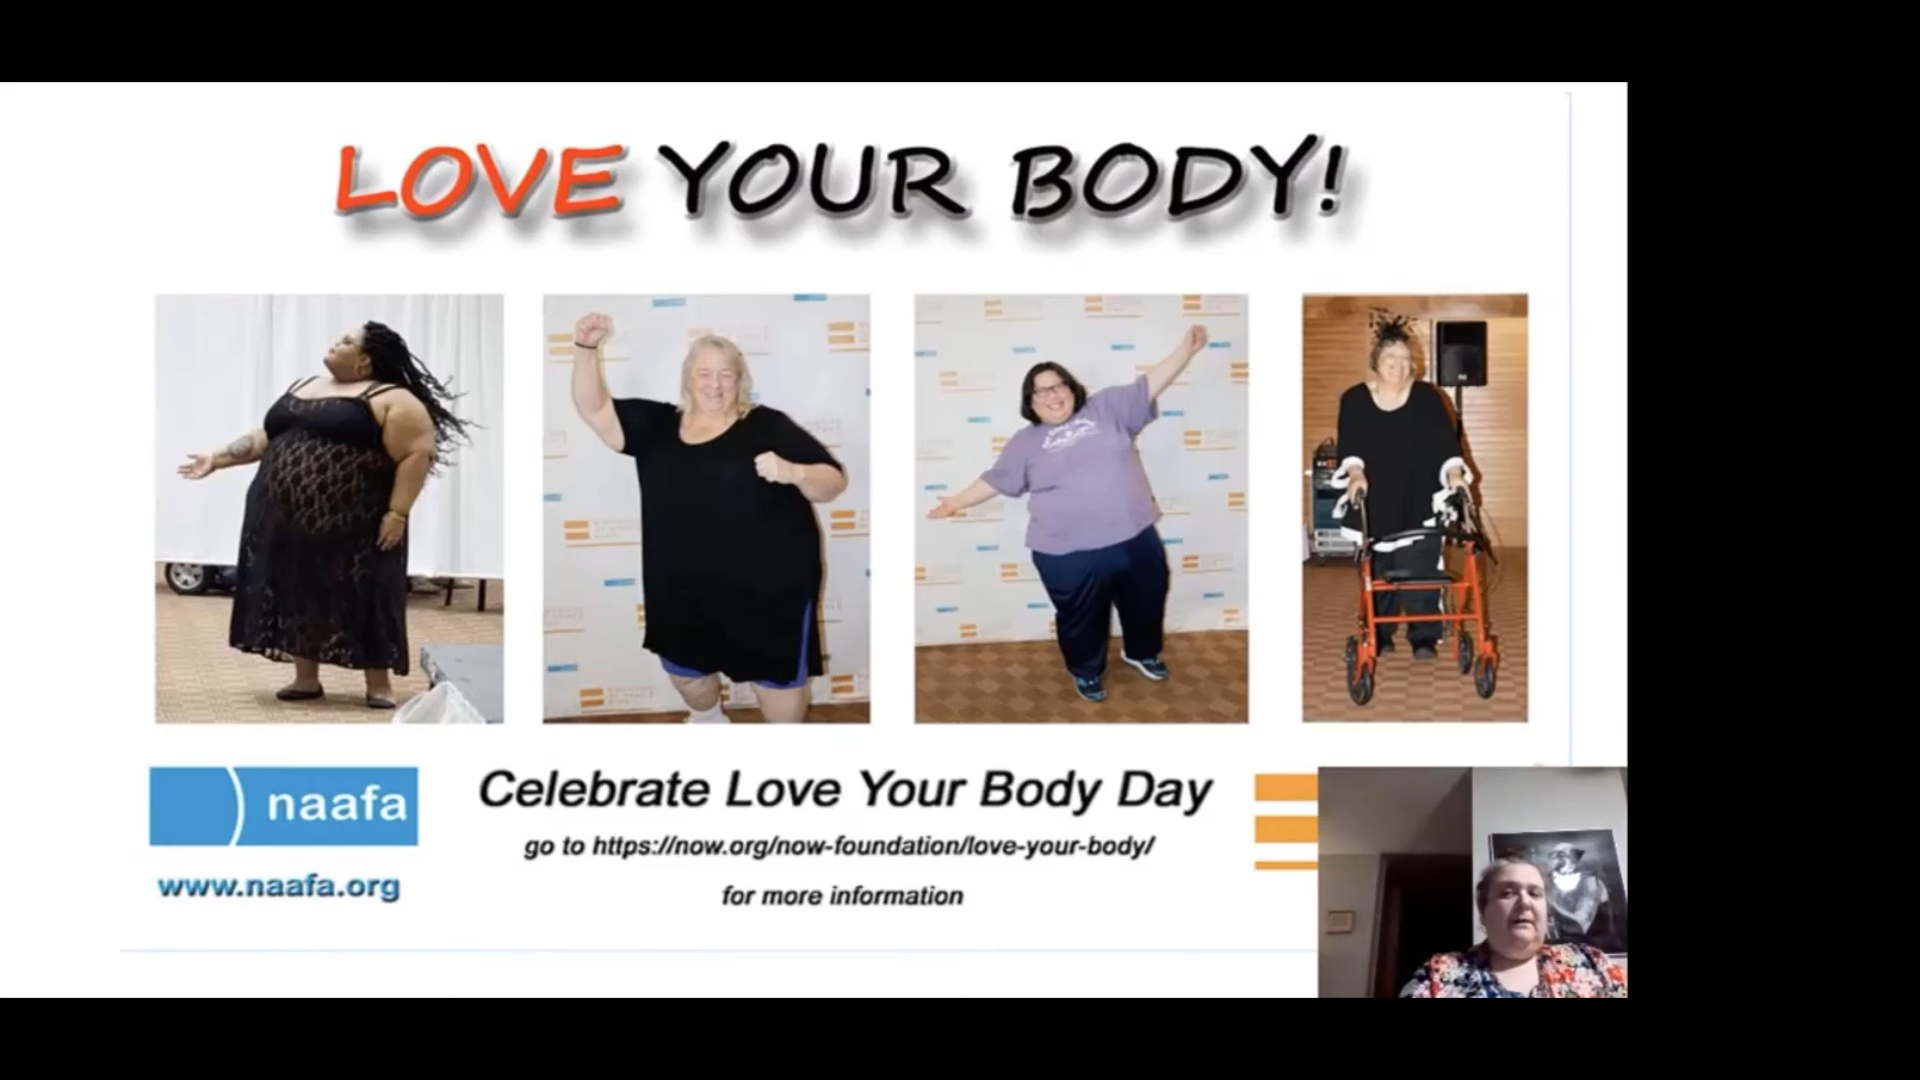 LOVE YOUR BODY!
naafa
www.naafa.org
Celebrate Love Your Body Day
go to https://now.org/now-foundation/love-your-body/
for more information